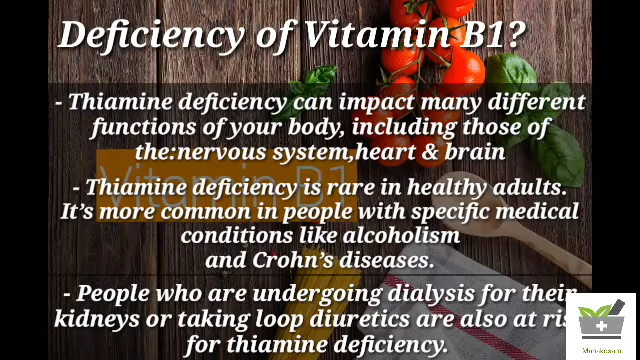 Deficiency of Vitamin B1?
- Thiamine deficiency can impact many different
functions of your body, including those of
the:nervous system,heart & brain
Vitamin B1
- Thiamine deficiency is rare in healthy adults.
It's more common in people with specific medical
conditions like alcoholism
and Crohn's diseases.
- People who are undergoing dialysis for their
kidneys or taking loop diuretics are also at
for thiamine deficiency.